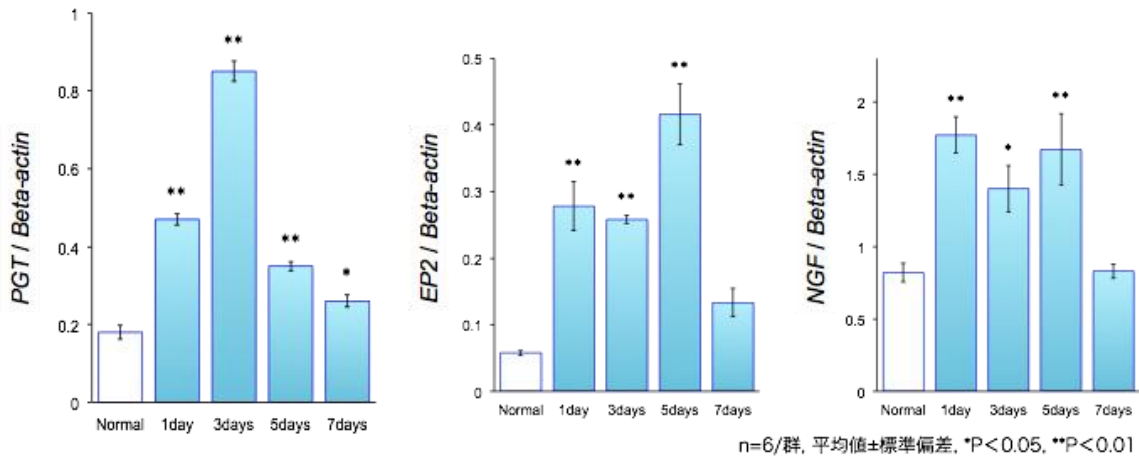 PGT / Beta-actin
1
0.8
0.6
0.4
0.2
0
** ** ** *
Normal 1day 3days 5days 7days
EP2 / Beta-actin
0.5
0.4
0.3
0.2
0.1
0
** ** **
Normal 1day 3days 5days 7days
NGF / Beta-actin
2
1.5
1
0.5
0
** * **
Normal 1day 3days 5days 7days
n=6/群, 平均値±標準偏差, *P<0.05, **P<0.01